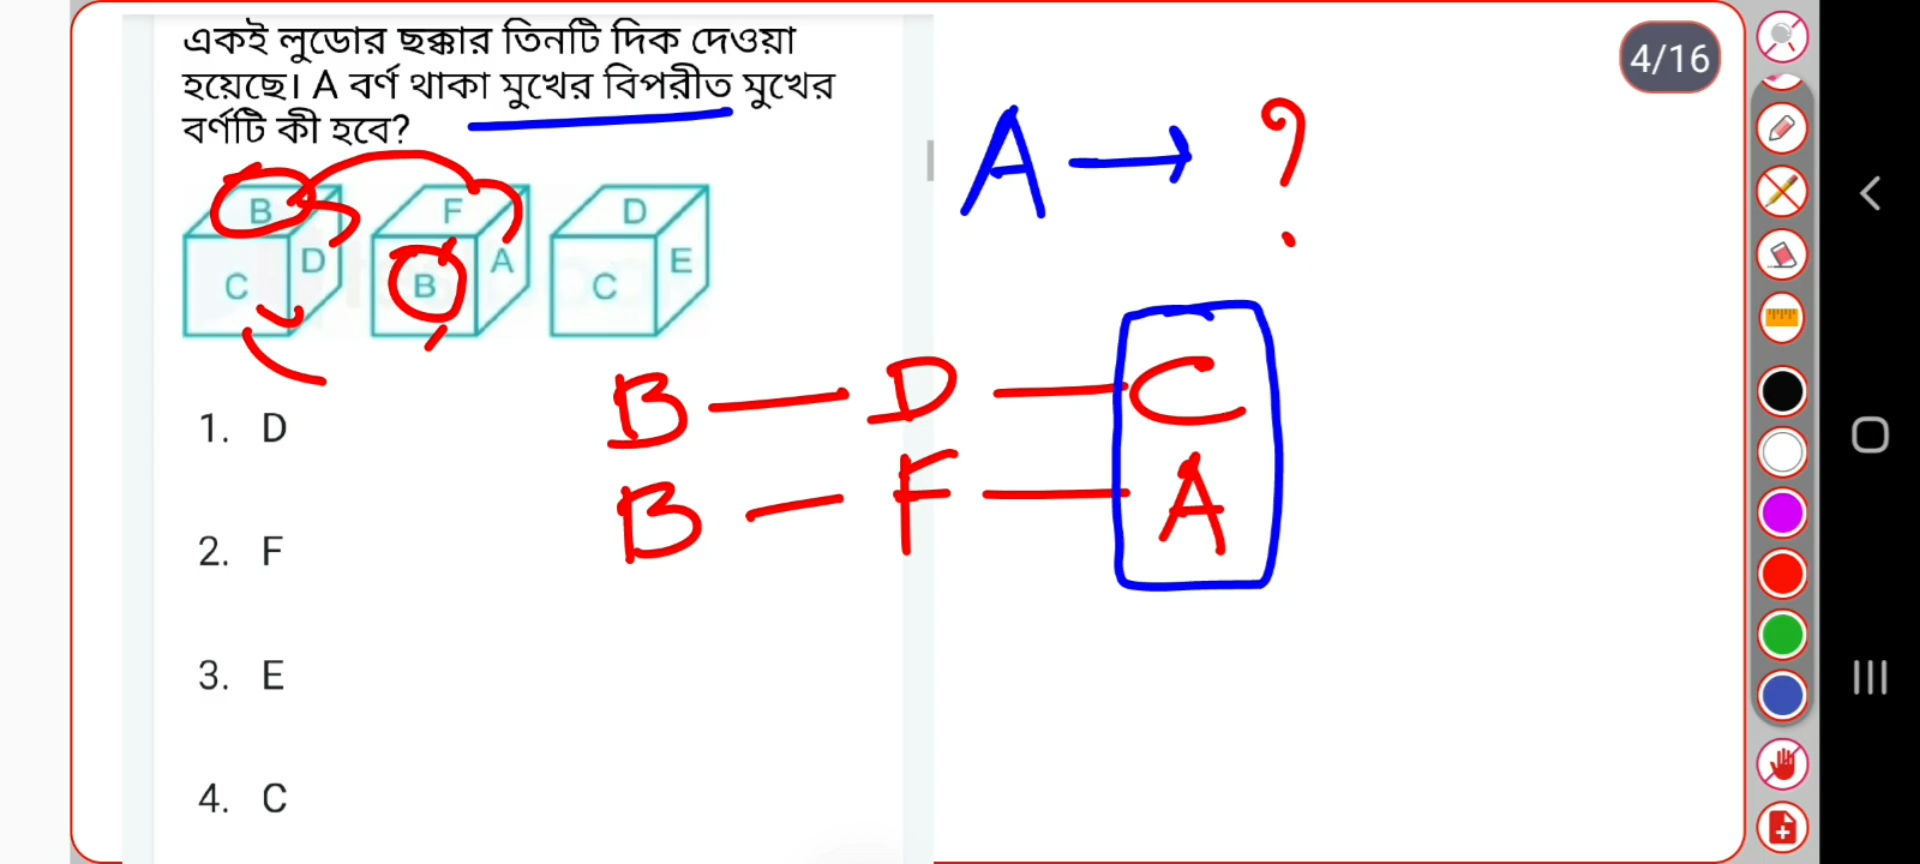 একই লুডোর ছক্কার তিনটি দিক দেওয়া
হয়েছে। A বর্ণ থাকা মুখের বিপরীত মুখের
বর্ণটি কী হবে?
4/16
A → ?
B
D
C
F
A
B
D
E
C
B — D — C
B — F — A
1. D
2. F
3. E
4. C